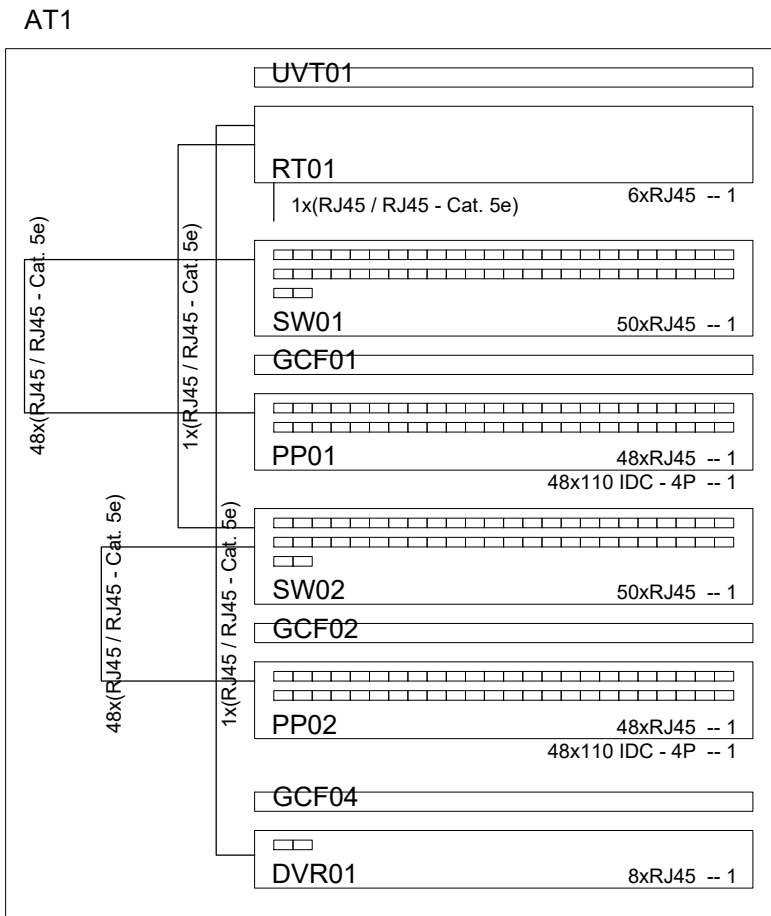 AT1
UVT01
RT01
6xRJ45 -- 1
1x(RJ45 / RJ45 - Cat. 5e)
48x(RJ45 / RJ45 - Cat. 5e)
1x(RJ45 / RJ45 - Cat. 5e)
SW01
50xRJ45 -- 1
GCF01
PP01
48xRJ45 -- 1
48x110 IDC - 4P -- 1
48x(RJ45 / RJ45 - Cat. 5e)
1x(RJ45 / RJ45 - Cat. 5e)
SW02
50xRJ45 -- 1
GCF02
PP02
48xRJ45 -- 1
48x110 IDC - 4P -- 1
GCF04
DVR01
8xRJ45 -- 1